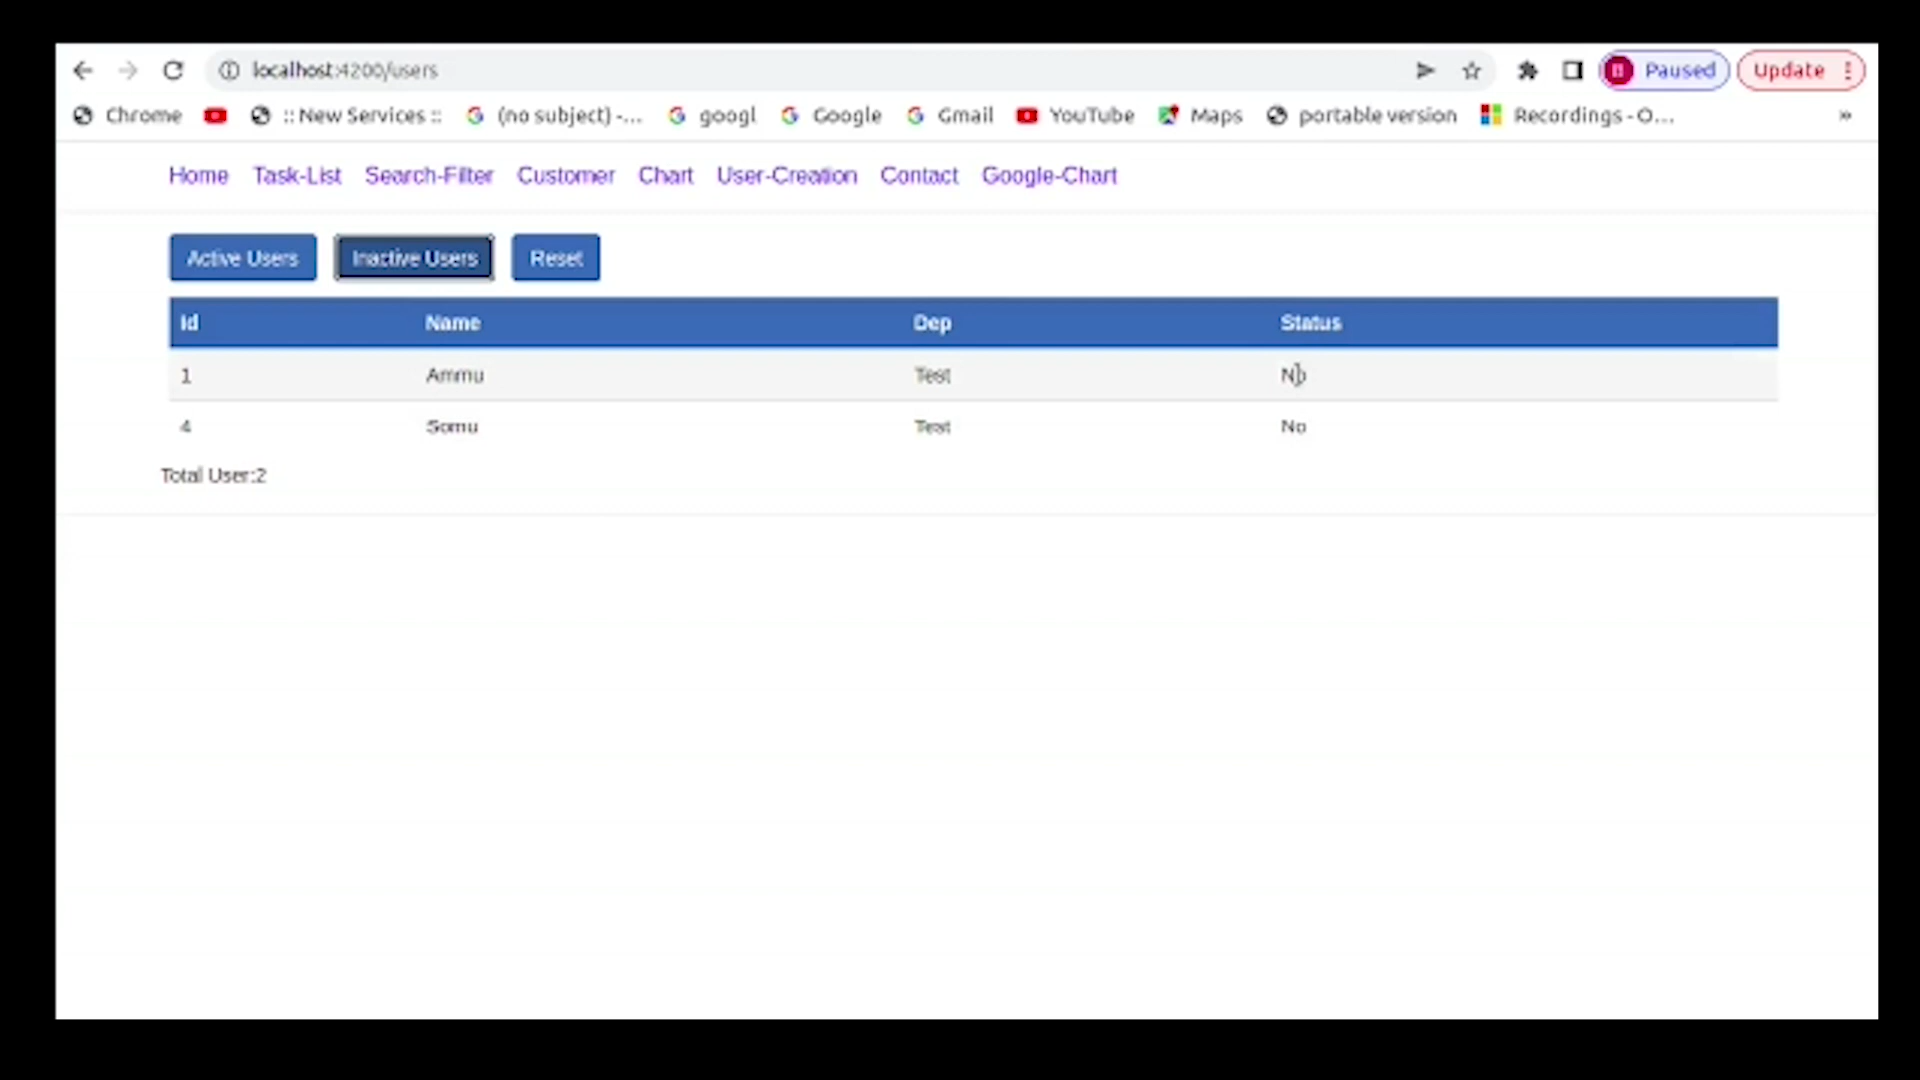 localhost:4200/users Paused Update
Chrome :: New Services :: (no subject) -... googl Google Gmail YouTube Maps portable version Recordings - O... »
Home Task-List Search-Filter Customer Chart User-Creation Contact Google-Chart
Active Users Inactive Users Reset
Id Name Dep Status
1 Ammu Test No
4 Somu Test No
Total User:2